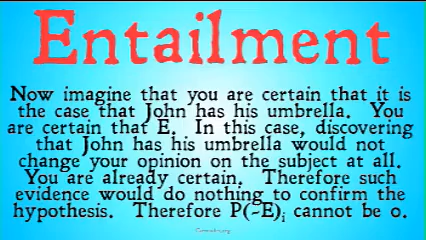 Entailment
Now imagine that you are certain that it is
the case that John has his umbrella. You
are certain that E. In this case, discovering
that John has his umbrella would not
change your opinion on the subject at all.
You are already certain. Therefore such
evidence would do nothing to confirm the
hypothesis. Therefore P(~E)i cannot be 0.